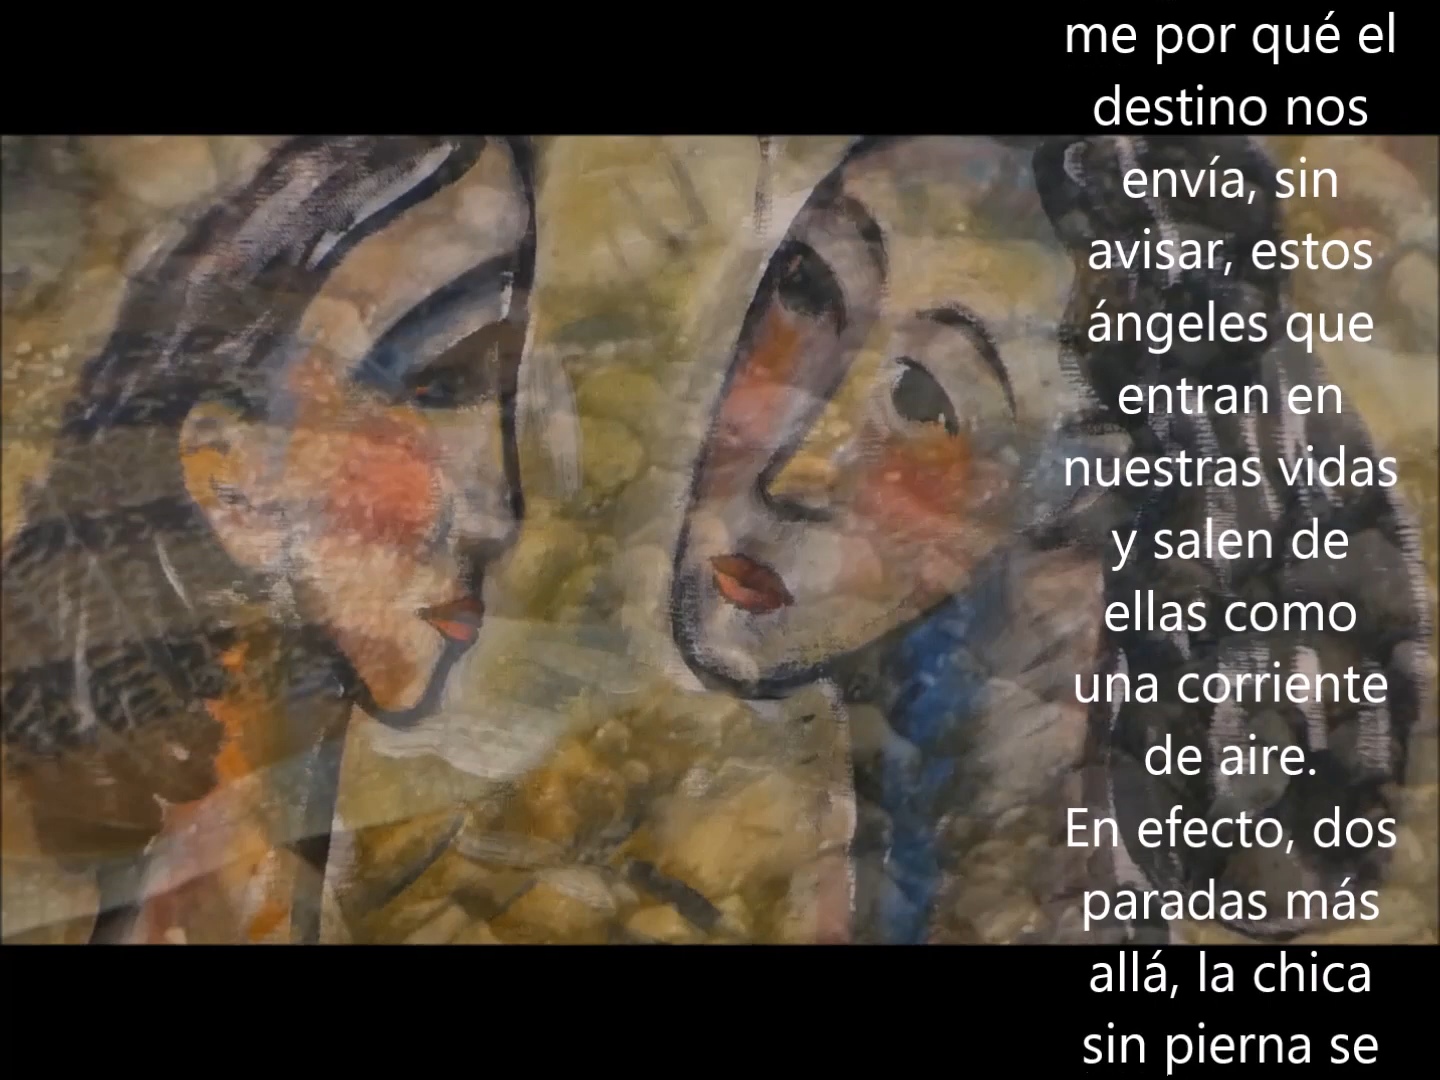 me por qué el
destino nos
envía, sin
avisar, estos
ángeles que
entran en
nuestras vidas
y salen de
ellas como
una corriente
de aire.
En efecto, dos
paradas más
allá, la chica
sin pierna se